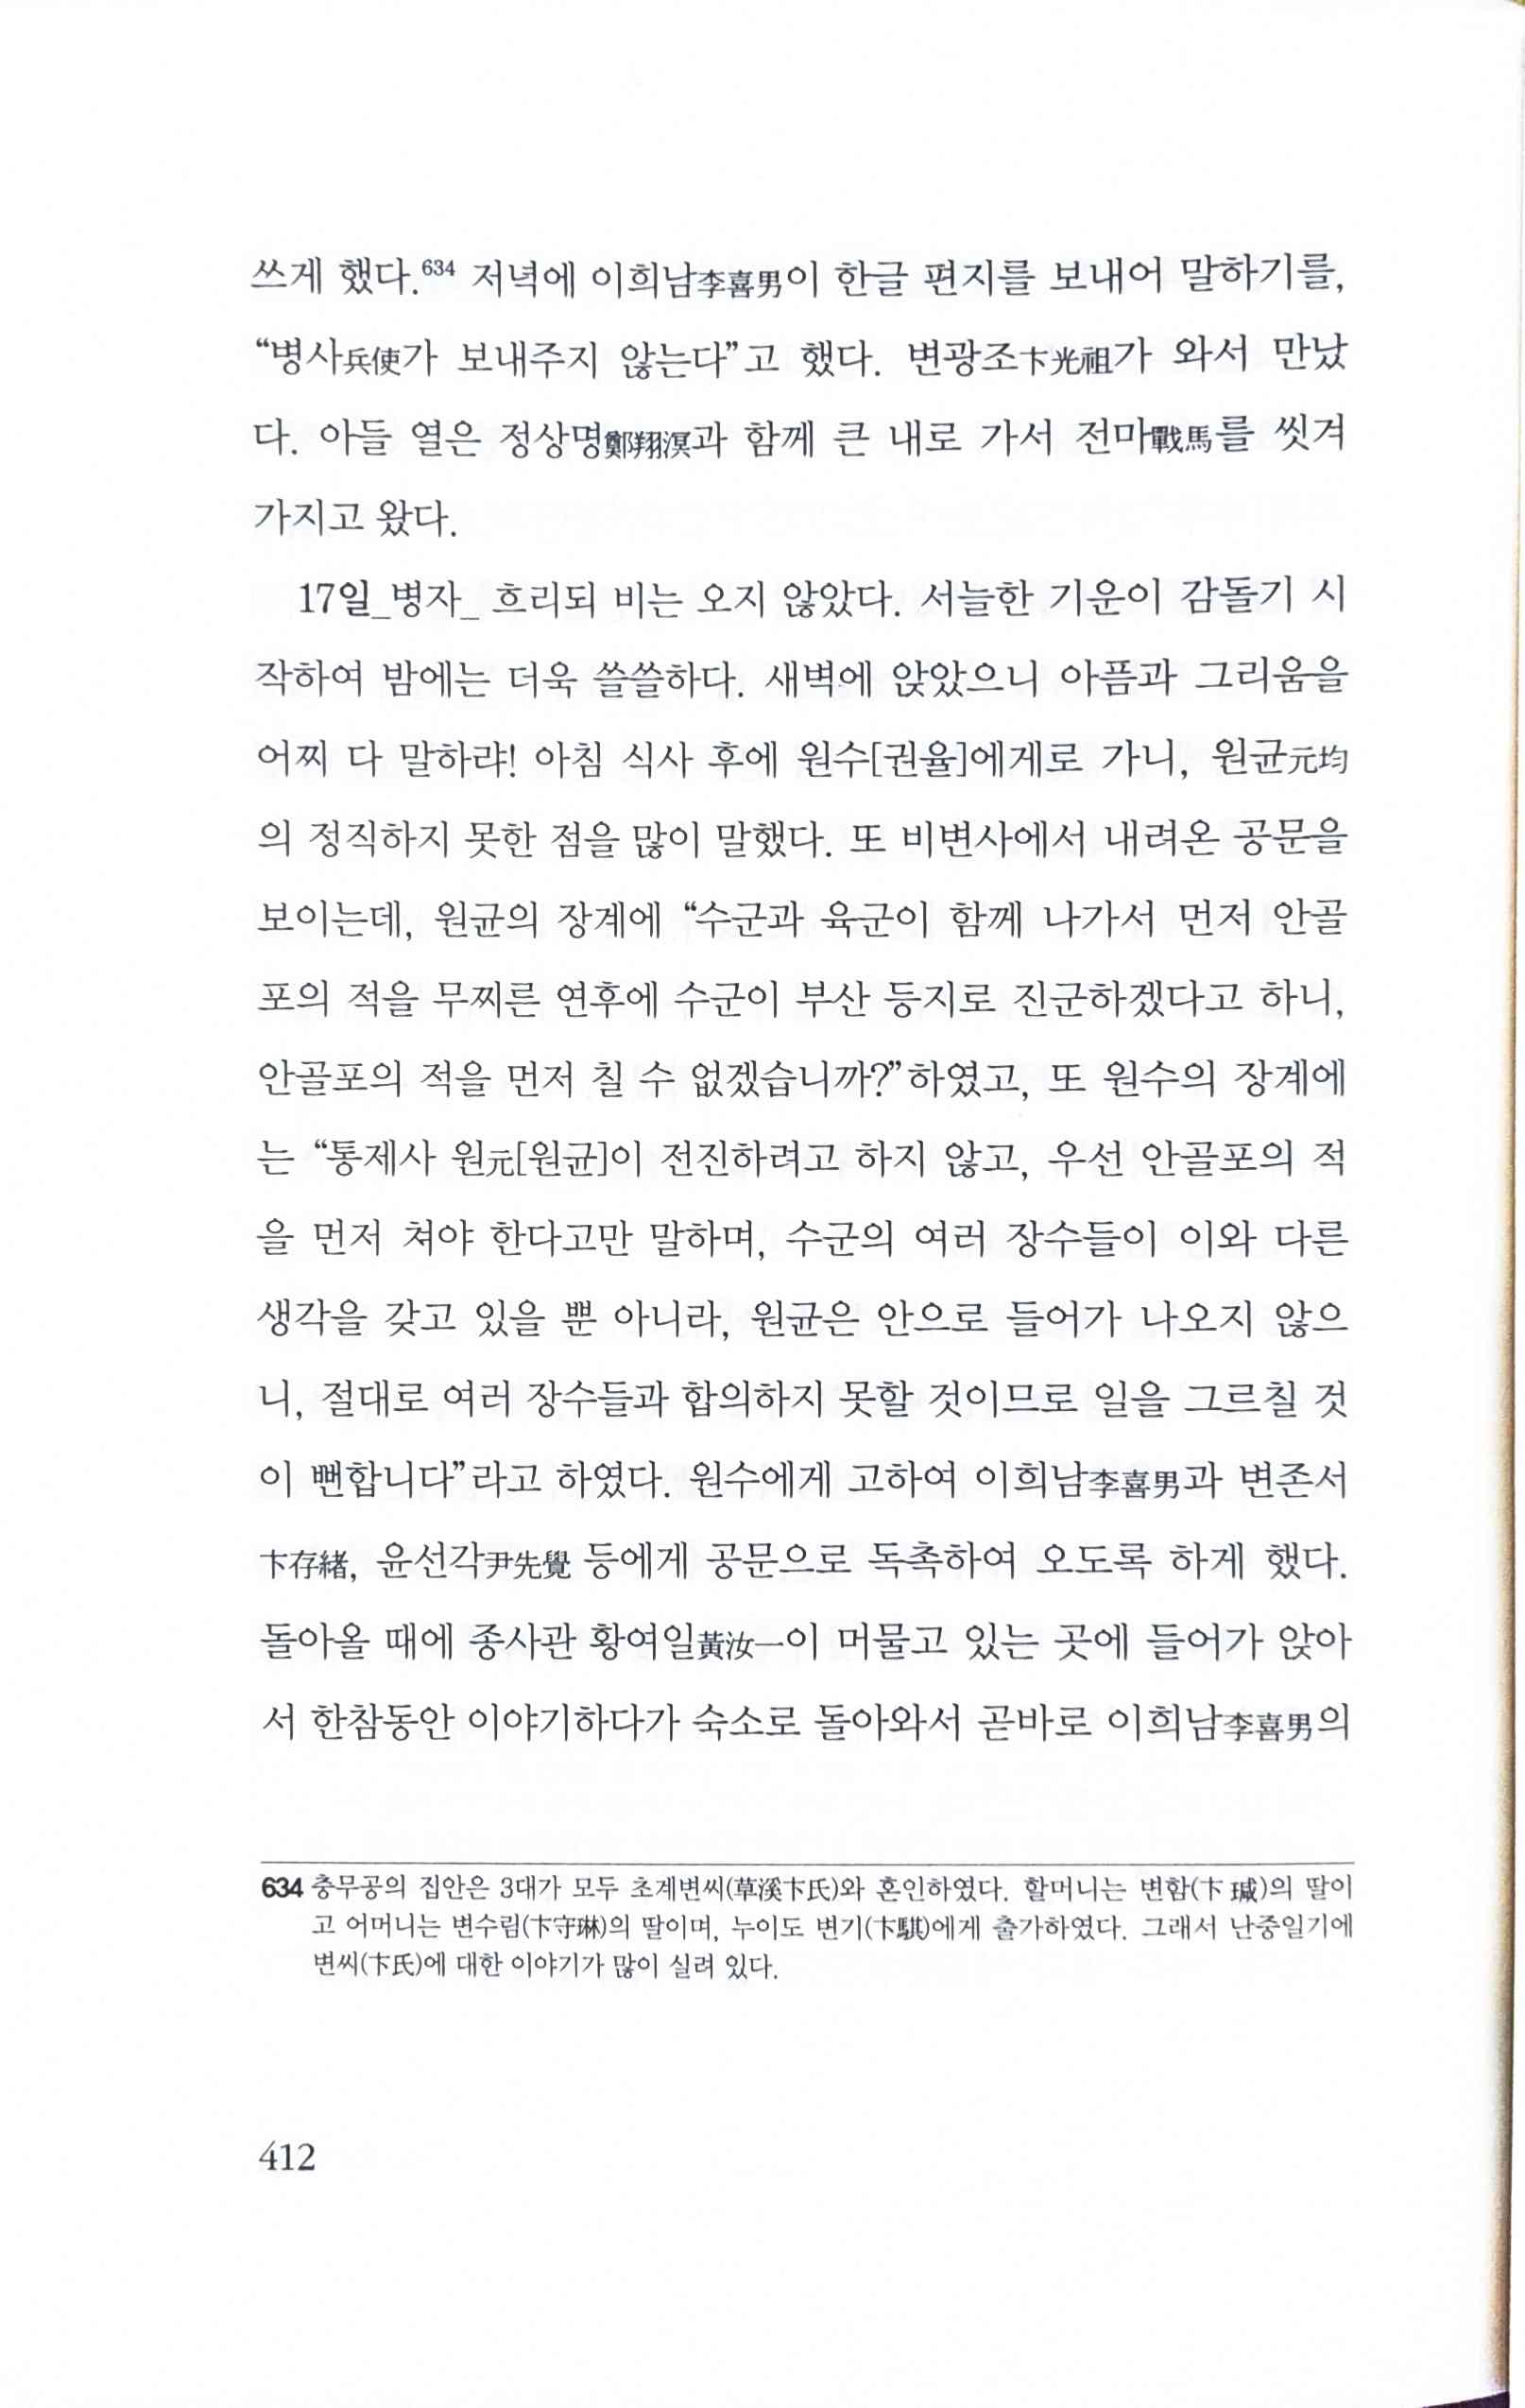 쓰게 했다.634 저녁에 이희남李喜男이 한글 편지를 보내어 말하기를,
“병사兵使가 보내주지 않는다”고 했다. 변광조卞光祖가 와서 만났
다. 아들 열은 정상명鄭翔溟과 함께 큰 내로 가서 전마戰馬를 씻겨
가지고 왔다.
17일_병자_ 흐리되 비는 오지 않았다. 서늘한 기운이 감돌기 시
작하여 밤에는 더욱 쓸쓸하다. 새벽에 앉았으니 아픔과 그리움을
어찌 다 말하랴! 아침 식사 후에 원수[권율]에게로 가니, 원균元均
의 정직하지 못한 점을 많이 말했다. 또 비변사에서 내려온 공문을
보이는데, 원균의 장계에 “수군과 육군이 함께 나가서 먼저 안골
포의 적을 무찌른 연후에 수군이 부산 등지로 진군하겠다고 하니,
안골포의 적을 먼저 칠 수 없겠습니까?”하였고, 또 원수의 장계에
는 “통제사 원元[원균]이 전진하려고 하지 않고, 우선 안골포의 적
을 먼저 쳐야 한다고만 말하며, 수군의 여러 장수들이 이와 다른
생각을 갖고 있을 뿐 아니라, 원균은 안으로 들어가 나오지 않으
니, 절대로 여러 장수들과 합의하지 못할 것이므로 일을 그르칠 것
이 뻔합니다”라고 하였다. 원수에게 고하여 이희남李喜男과 변존서
卞存緖, 윤선각尹先覺 등에게 공문으로 독촉하여 오도록 하게 했다.
돌아올 때에 종사관 황여일黃汝一이 머물고 있는 곳에 들어가 앉아
서 한참동안 이야기하다가 숙소로 돌아와서 곧바로 이희남李喜男의
634 충무공의 집안은 3대가 모두 초계변씨(草溪卞氏)와 혼인하였다. 할머니는 변함(卞瑊)의 딸이
고 어머니는 변수림(卞守琳)의 딸이며, 누이도 변기(卞騏)에게 출가하였다. 그래서 난중일기에
변씨(卞氏)에 대한 이야기가 많이 실려 있다.
412